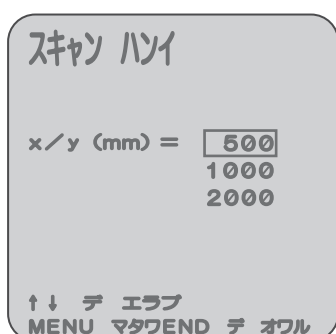 スキャン ハンイ
x/y (mm) = 500
1000
2000
↑↓ デ エラブ
MENU マタワEND デ オワル